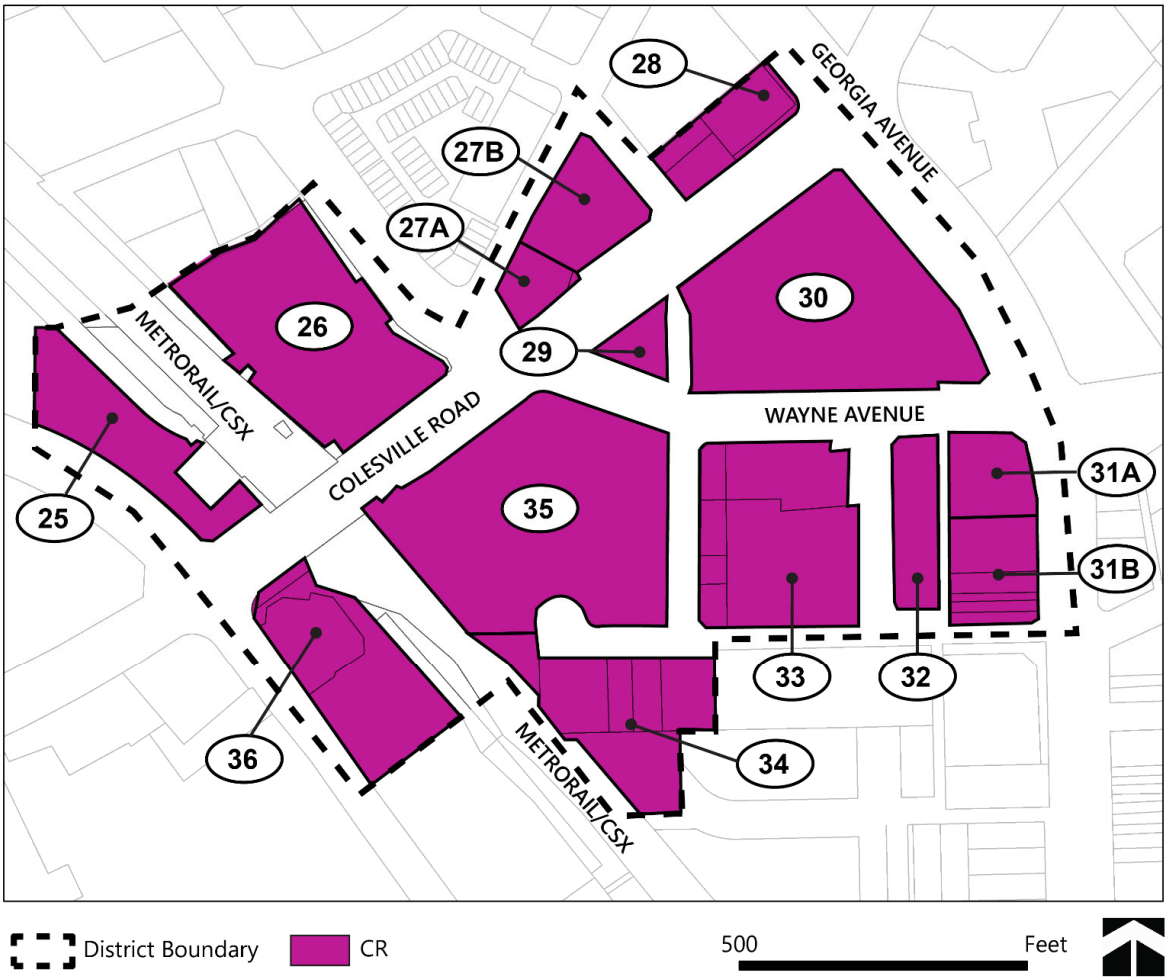 28
GEORGIA AVENUE
27B
27A
30
26
METRORAIL/CSX
29
COLESVILLE ROAD
WAYNE AVENUE
31A
25
35
31B
33
32
36
METRORAIL/CSX
34
District Boundary
CR
500
Feet